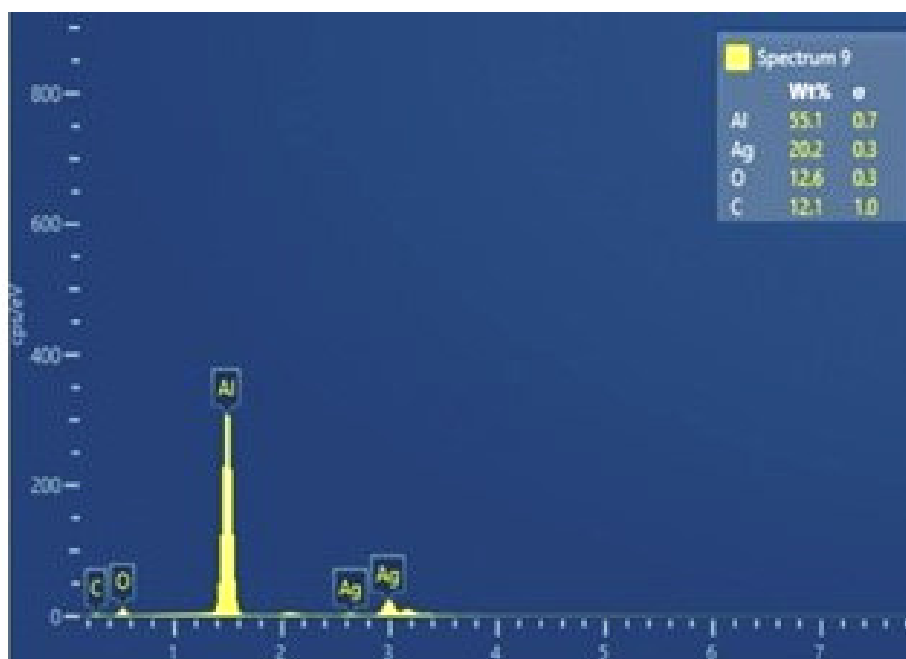 Spectrum 9
Wt% σ
Al 55.1 0.7
Ag 20.2 0.3
O 12.6 0.3
C 12.1 1.0
cps/eV
800
600
400
200
0
Al
C
O
Ag
Ag
1 2 3 4 5 6 7